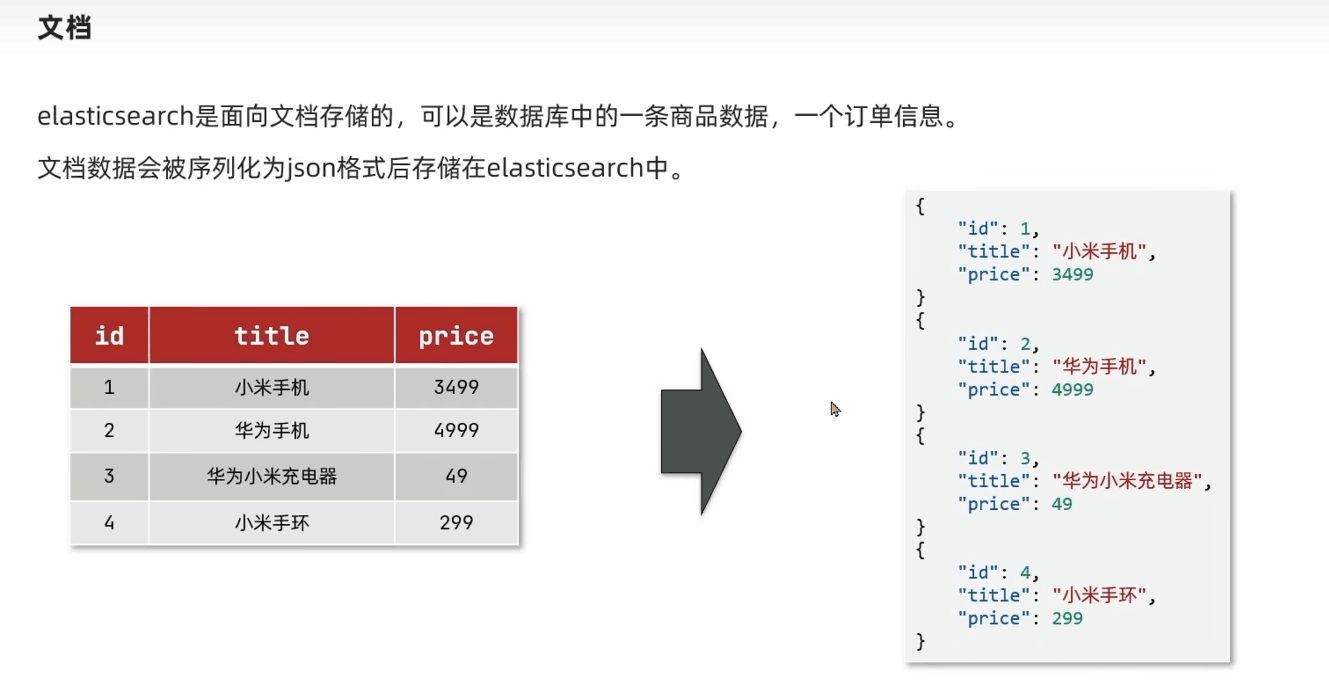 文档
elasticsearch是面向文档存储的，可以是数据库中的一条商品数据，一个订单信息。
文档数据会被序列化为json格式后存储在elasticsearch中。
id title price
1 小米手机 3499
2 华为手机 4999
3 华为小米充电器 49
4 小米手环 299
{
"id": 1,
"title": "小米手机",
"price": 3499
}
{
"id": 2,
"title": "华为手机",
"price": 4999
}
{
"id": 3,
"title": "华为小米充电器",
"price": 49
}
{
"id": 4,
"title": "小米手环",
"price": 299
}